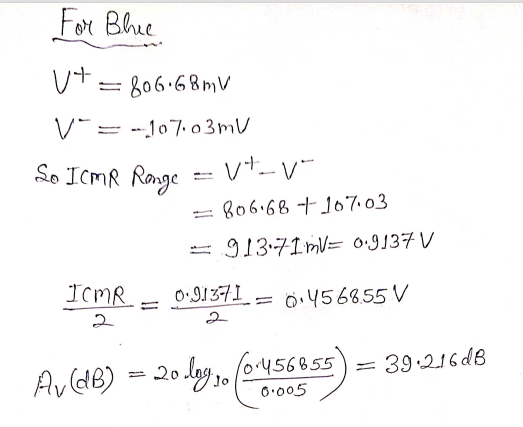 For Blue
V⁺ = 806.68mV
V⁻ = -107.03mV
So ICMR Range = V⁺ - V⁻
= 806.68 + 107.03
= 913.71mV = 0.9137 V
ICMR/2 = 0.91371/2 = 0.456855 V
Av(dB) = 20 log₁₀ (0.456855/0.005) = 39.216dB